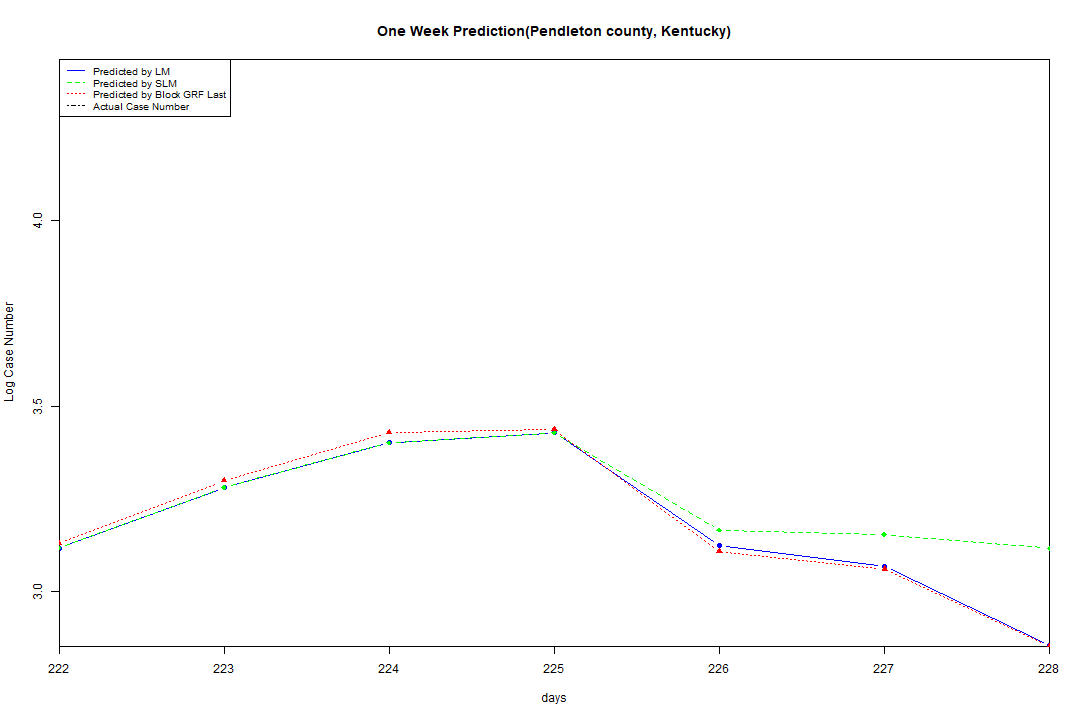 One Week Prediction(Pendleton county, Kentucky)
Predicted by LM
Predicted by SLM
Predicted by Block GRF Last
Actual Case Number
4.0
3.5
3.0
Log Case Number
222 223 224 225 226 227 228
days